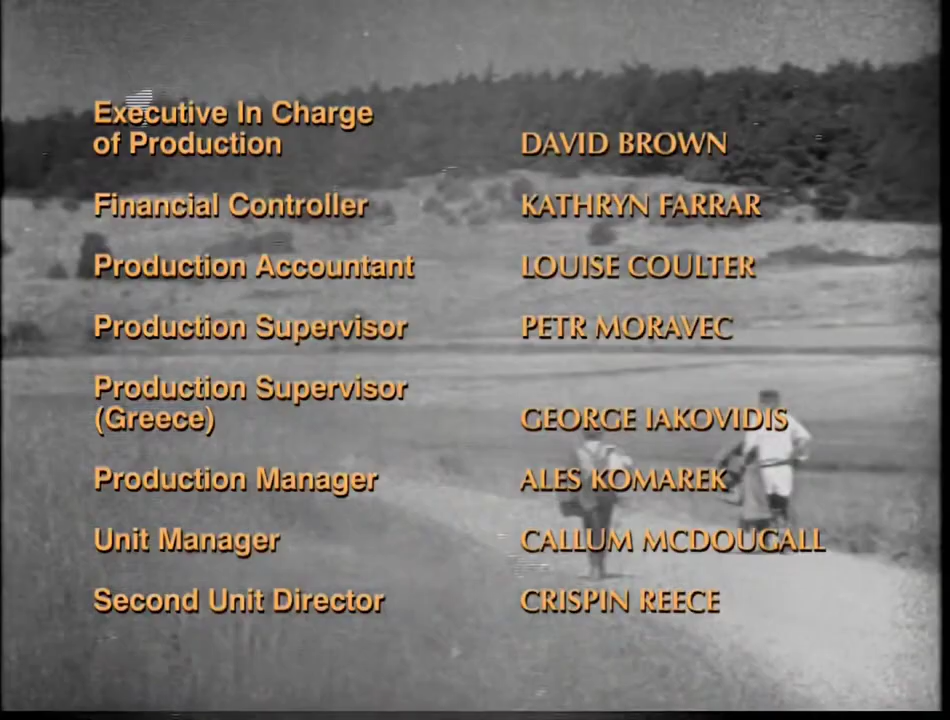 Executive In Charge
of Production DAVID BROWN
Financial Controller KATHRYN FARRAR
Production Accountant LOUISE COULTER
Production Supervisor PETR MORAVEC
Production Supervisor
(Greece) GEORGE IAKOVIDIS
Production Manager ALES KOMAREK
Unit Manager CALLUM MCDOUGALL
Second Unit Director CRISPIN REECE